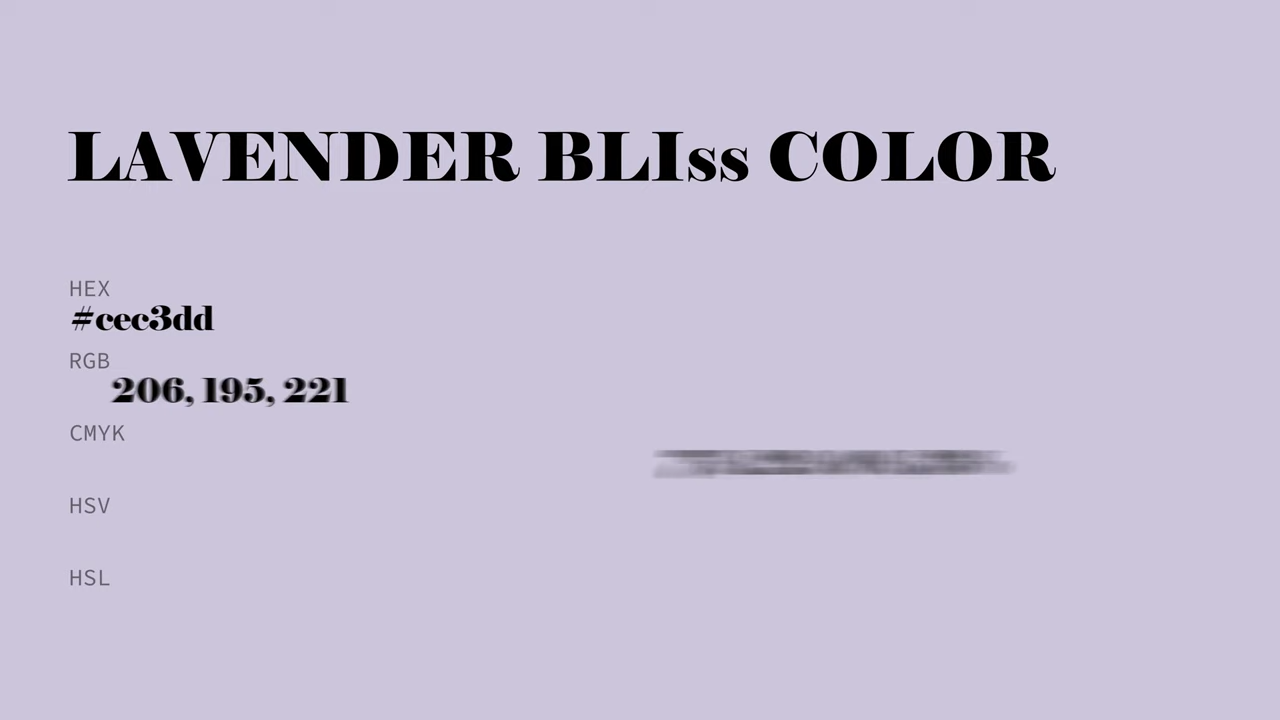 LAVENDER BLIss COLOR
HEX
#cec3dd
RGB
206, 195, 221
CMYK
HSV
HSL